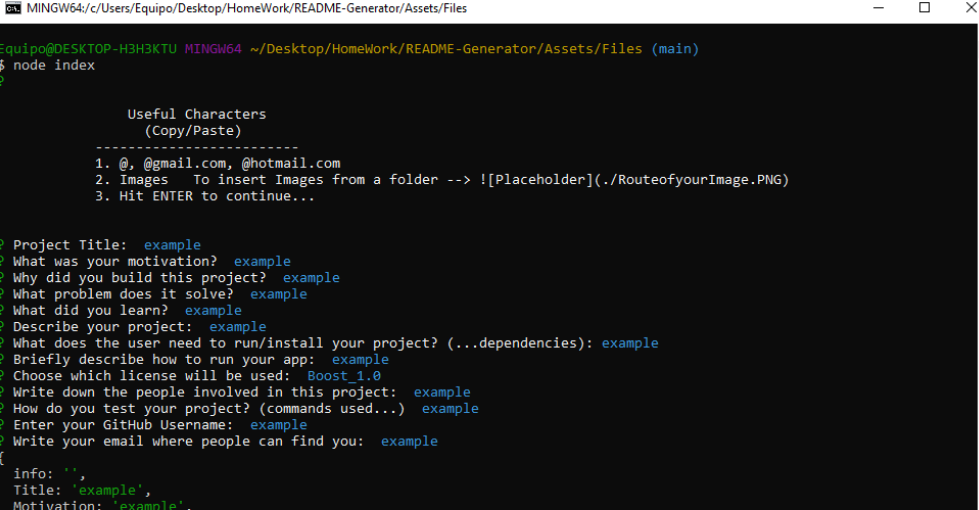 MINGW64:/c/Users/Equipo/Desktop/HomeWork/README-Generator/Assets/Files
Equipo@DESKTOP-H3H3KTU MINGW64 ~/Desktop/HomeWork/README-Generator/Assets/Files (main)
$ node index
?
Useful Characters
(Copy/Paste)
-------------------------
1. @, @gmail.com, @hotmail.com
2. Images   To insert Images from a folder --> ![Placeholder](./RouteofyourImage.PNG)
3. Hit ENTER to continue...
? Project Title:  example
? What was your motivation?  example
? Why did you build this project?  example
? What problem does it solve?  example
? What did you learn?  example
? Describe your project:  example
? What does the user need to run/install your project? (...dependencies): example
? Briefly describe how to run your app:  example
? Choose which license will be used:  Boost_1.0
? Write down the people involved in this project:  example
? How do you test your project? (commands used...)  example
? Enter your GitHub Username:  example
? Write your email where people can find you:  example
{
info: '',
Title: 'example',
Motivation: 'example',